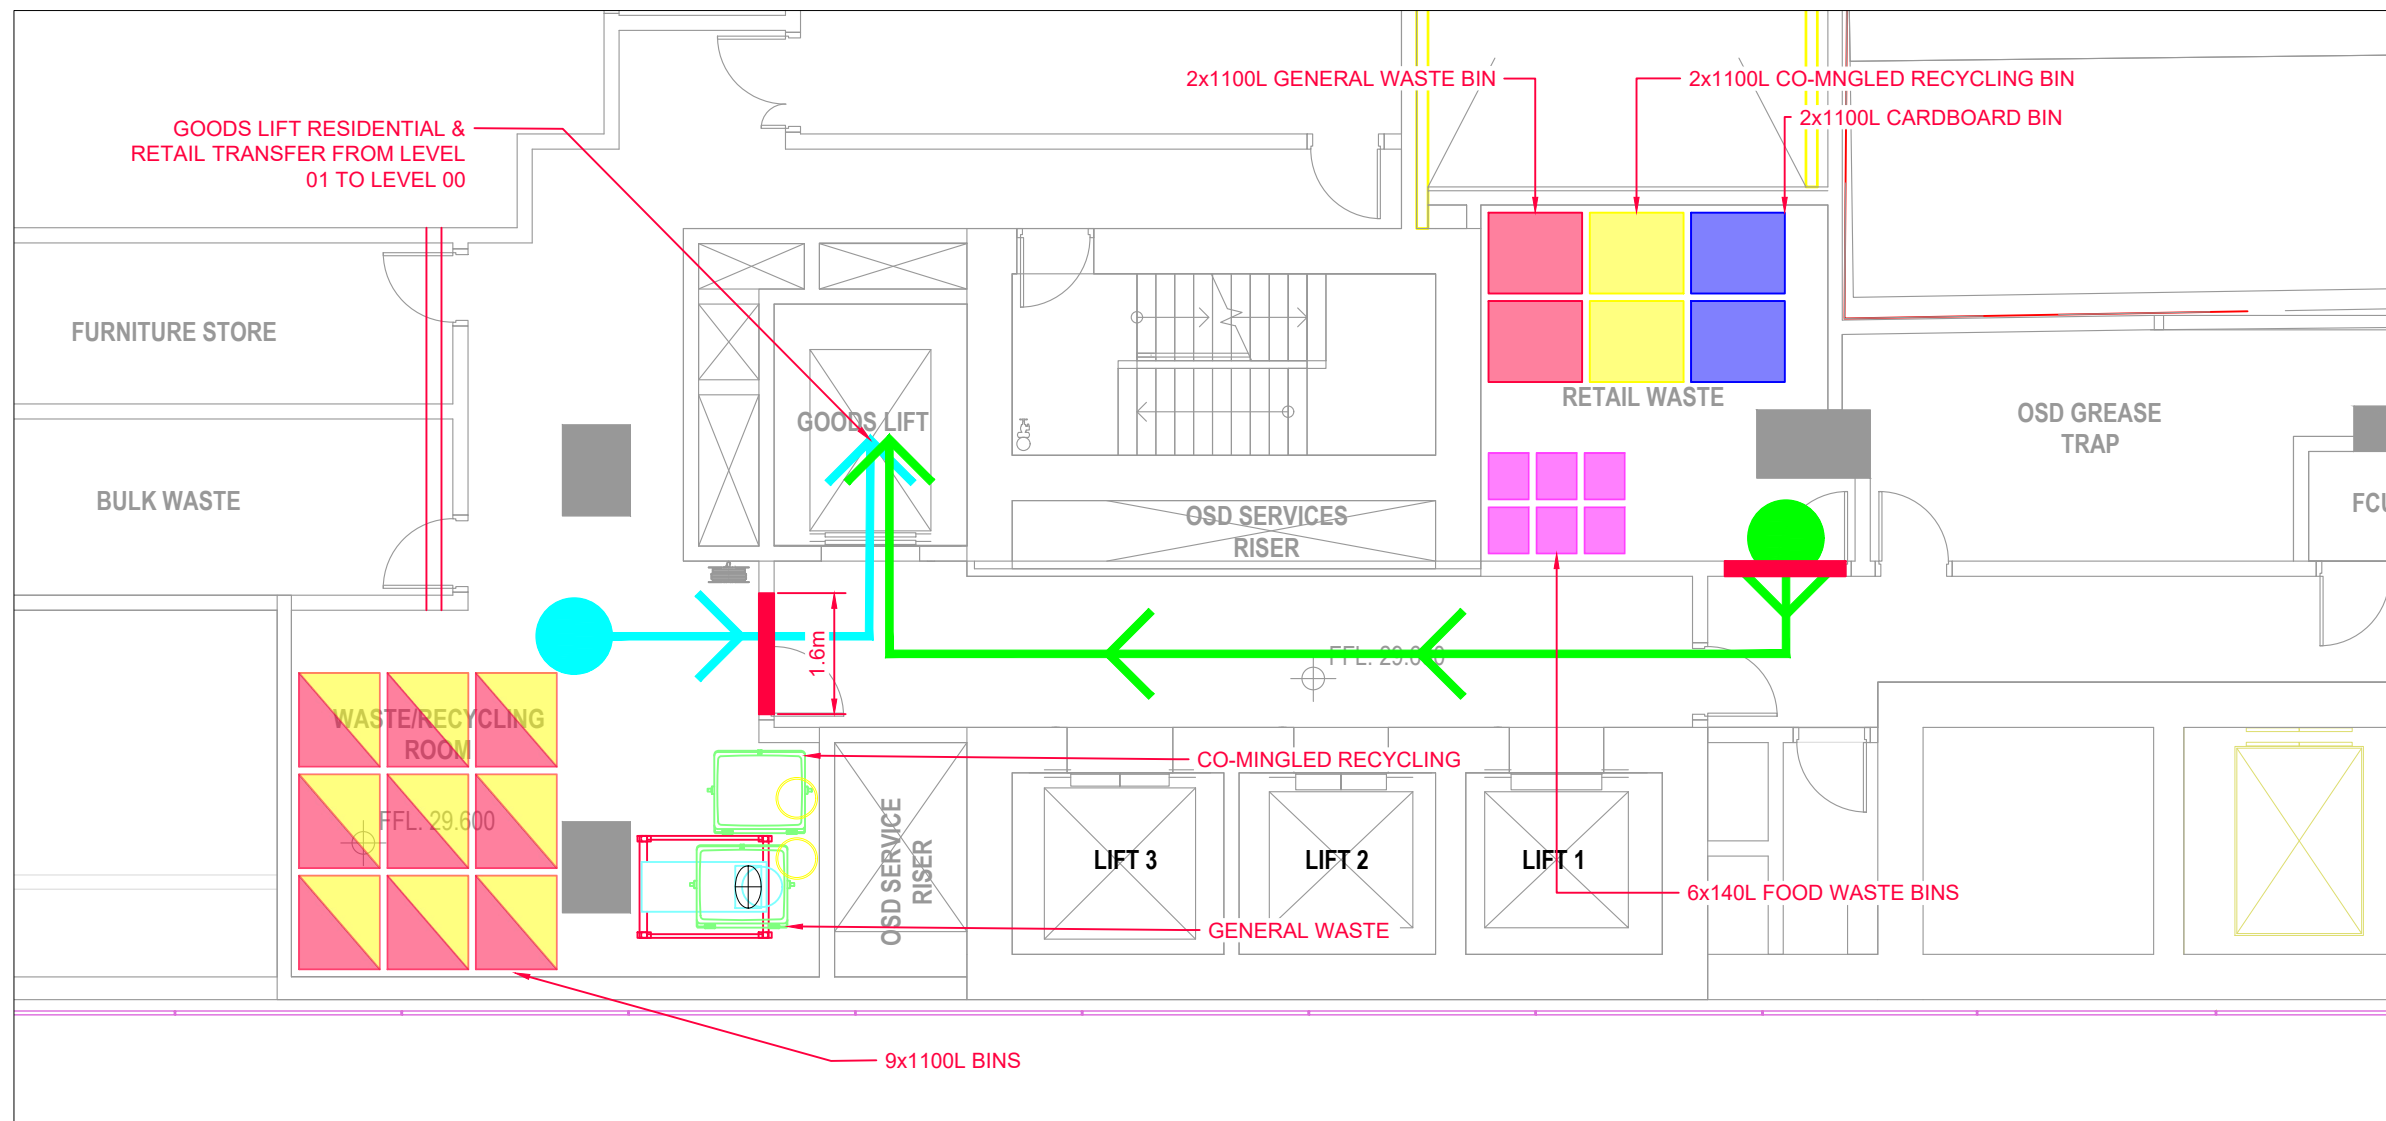 2x1100L GENERAL WASTE BIN
2x1100L CO-MNGLED RECYCLING BIN
2x1100L CARDBOARD BIN
GOODS LIFT RESIDENTIAL &
RETAIL TRANSFER FROM LEVEL
01 TO LEVEL 00
FURNITURE STORE
BULK WASTE
GOODS LIFT
RETAIL WASTE
OSD GREASE
TRAP
FCU
OSD SERVICES
RISER
1.6m
WASTE/RECYCLING
ROOM
FFL. 29.600
CO-MINGLED RECYCLING
OSD SERVICE
RISER
LIFT 3
LIFT 2
LIFT 1
6x140L FOOD WASTE BINS
GENERAL WASTE
9x1100L BINS